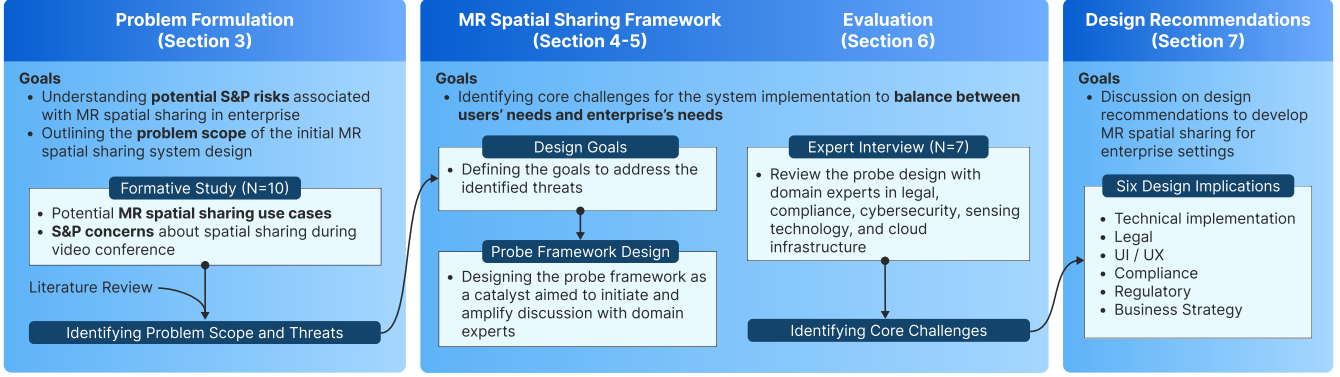 Problem Formulation
(Section 3)
Goals
• Understanding potential S&P risks associated
with MR spatial sharing in enterprise
• Outlining the problem scope of the initial MR
spatial sharing system design
Formative Study (N=10)
• Potential MR spatial sharing use cases
• S&P concerns about spatial sharing during
video conference
Literature Review
Identifying Problem Scope and Threats
MR Spatial Sharing Framework
(Section 4-5)
Evaluation
(Section 6)
Goals
• Identifying core challenges for the system implementation to balance between
users’ needs and enterprise’s needs
Design Goals
• Defining the goals to address the
identified threats
Probe Framework Design
• Designing the probe framework as
a catalyst aimed to initiate and
amplify discussion with domain
experts
Expert Interview (N=7)
• Review the probe design with
domain experts in legal,
compliance, cybersecurity, sensing
technology, and cloud
infrastructure
Identifying Core Challenges
Design Recommendations
(Section 7)
Goals
• Discussion on design
recommendations to develop
MR spatial sharing for
enterprise settings
Six Design Implications
• Technical implementation
• Legal
• UI / UX
• Compliance
• Regulatory
• Business Strategy